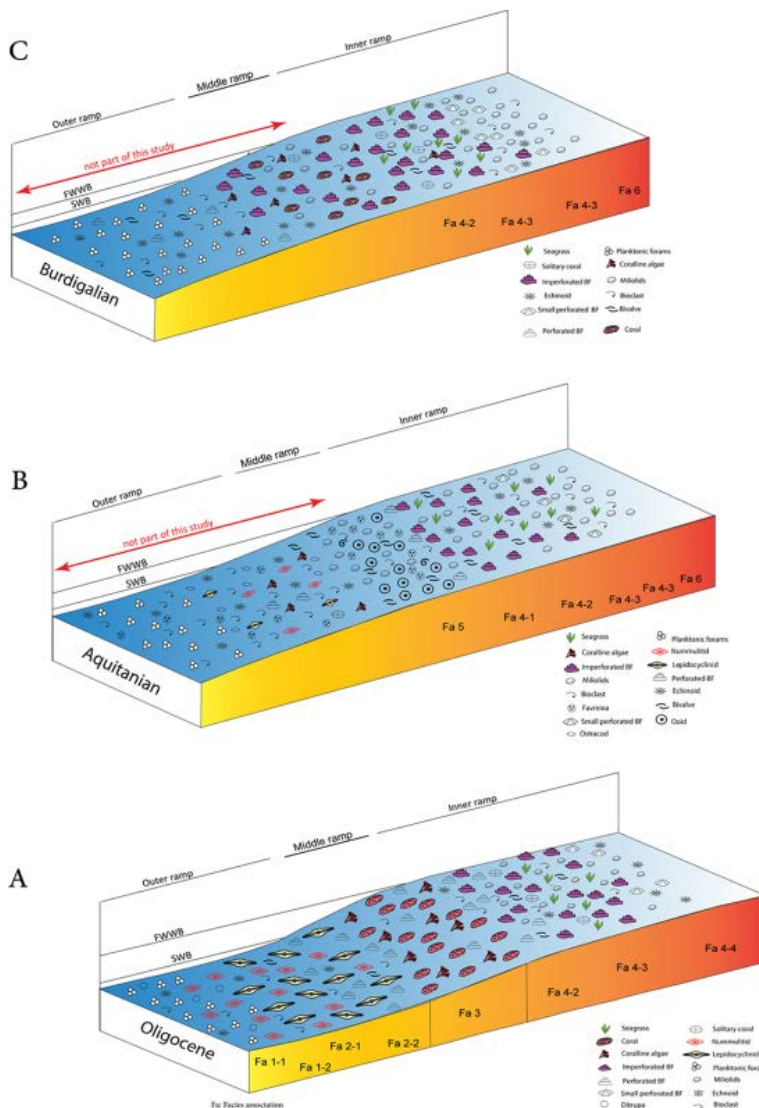 C
Inner ramp
Middle ramp
Outer ramp
not part of this study
FWWB
SWB
Burdigalian
Fa 4-2
Fa 4-3
Fa 4-3
Fa 6
Seagrass
Planktonic forams
Solitary coral
Coralline algae
Imperforated BF
Miliolids
Echinoid
Bioclast
Small perforated BF
Bivalve
Perforated BF
Coral
B
Inner ramp
Middle ramp
Outer ramp
not part of this study
FWWB
SWB
Aquitanian
Fa 5
Fa 4-1
Fa 4-2
Fa 4-3
Fa 4-3
Fa 6
Seagrass
Planktonic forams
Coralline algae
Nummulitid
Imperforated BF
Lepidocyclinid
Miliolids
Perforated BF
Bioclast
Echinoid
Favreina
Bivalve
Small perforated BF
Ooid
Ostracod
A
Inner ramp
Middle ramp
Outer ramp
FWWB
SWB
Oligocene
Fa 1-1
Fa 1-2
Fa 2-1
Fa 2-2
Fa 3
Fa 4-2
Fa 4-3
Fa 4-4
Seagrass
Solitary coral
Coral
Nummulitid
Coralline algae
Lepidocyclinid
Imperforated BF
Planktonic fora
Perforated BF
Miliolids
Small perforated BF
Echinoid
Ditrupa
Bioclast
Fa: Facies association